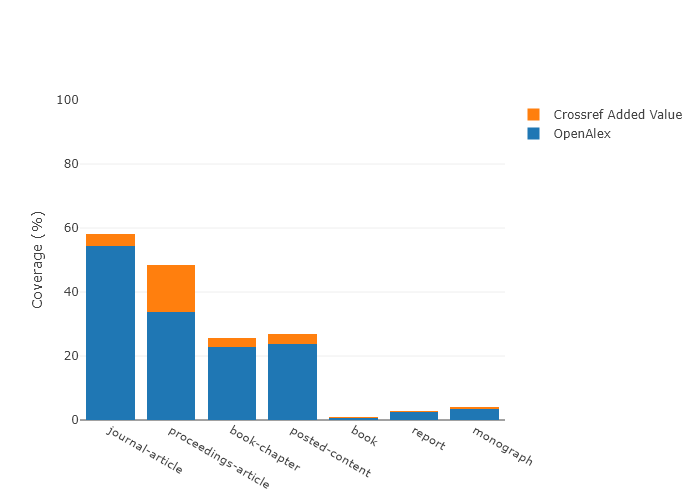 100
80
60
40
20
0
Coverage (%)
journal-article
proceedings-article
book-chapter
posted-content
book
report
monograph
Crossref Added Value
OpenAlex